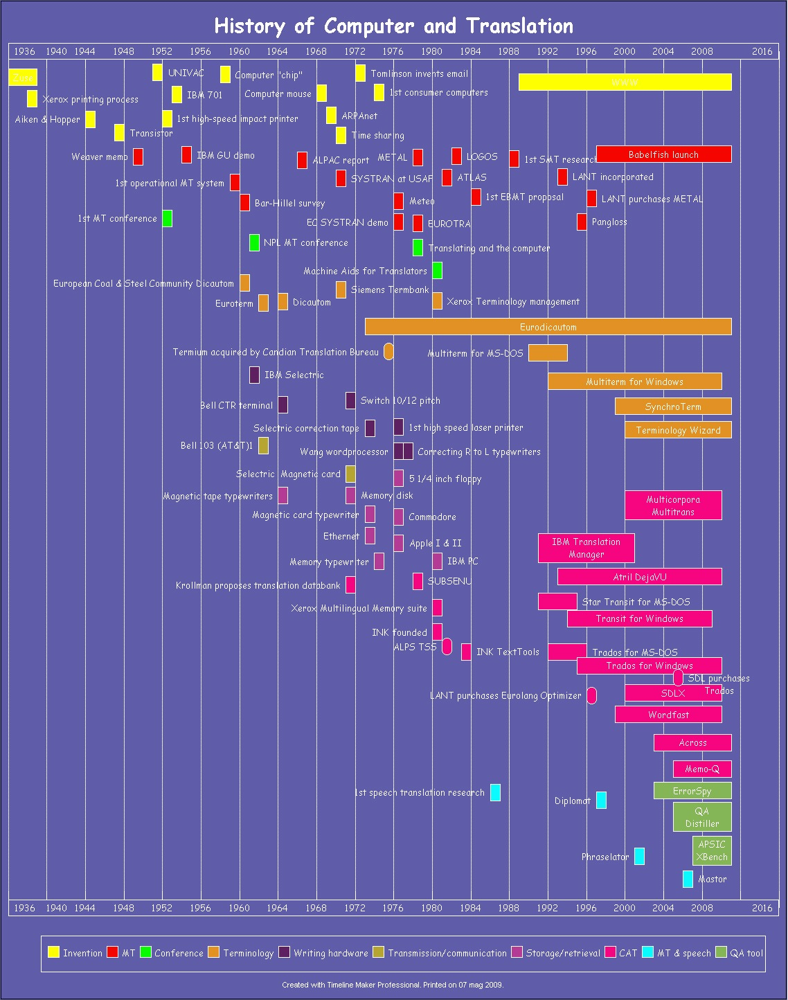 History of Computer and Translation
1936 1940 1944 1948 1952 1956 1960 1964 1968 1972 1976 1980 1984 1988 1992 1996 2000 2004 2008 2016
Zuse
UNIVAC
Computer "chip"
Tomlinson invents email
WWW
Xerox printing process
IBM 701
Computer mouse
1st consumer computers
Aiken & Hopper
1st high-speed impact printer
ARPAnet
Transistor
Time sharing
Weaver memo
IBM GU demo
ALPAC report
METAL
LOGOS
1st SMT research
Babelfish launch
1st operational MT system
SYSTRAN at USAF
ATLAS
LANT incorporated
Bar-Hillel survey
Meteo
1st EBMT proposal
LANT purchases METAL
1st MT conference
EC SYSTRAN demo
EUROTRA
Pangloss
NPL MT conference
Translating and the computer
Machine Aids for Translators
European Coal & Steel Community Dicautom
Siemens Termbank
Euroterm
Dicautom
Xerox Terminology management
Eurodicautom
Termium acquired by Candian Translation Bureau
Multiterm for MS-DOS
IBM Selectric
Multiterm for Windows
Bell CTR terminal
Switch 10/12 pitch
SynchroTerm
Selectric correction tape
1st high speed laser printer
Terminology Wizard
Bell 103 (AT&T)1
Wang wordprocessor
Correcting R to L typewriters
Selectric Magnetic card
5 1/4 inch floppy
Magnetic tape typewriters
Memory disk
Multicorpora
Multitrans
Magnetic card typewriter
Commodore
Ethernet
Apple I & II
IBM Translation
Manager
Memory typewriter
IBM PC
Krollman proposes translation databank
SUBSENU
Atril DejaVU
Xerox Multilingual Memory suite
Star Transit for MS-DOS
Transit for Windows
INK founded
ALPS TSS
INK TextTools
Trados for MS-DOS
Trados for Windows
SDL purchases
Trados
LANT purchases Eurolang Optimizer
SDLX
Wordfast
Across
Memo-Q
1st speech translation research
Diplomat
ErrorSpy
QA
Distiller
Phraselator
APSIC
XBench
Mastor
1936 1940 1944 1948 1952 1956 1960 1964 1968 1972 1976 1980 1984 1988 1992 1996 2000 2004 2008 2016
Invention MT Conference Terminology Writing hardware Transmission/communication Storage/retrieval CAT MT & speech QA tool
Created with Timeline Maker Professional. Printed on 07 mag 2009.